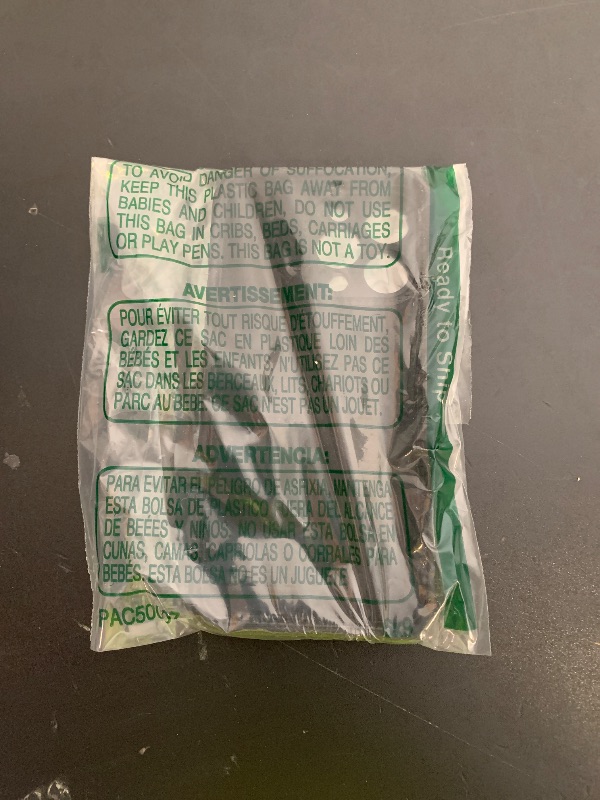 TO AVOID DANGER OF SUFFOCATION,
KEEP THIS PLASTIC BAG AWAY FROM
BABIES AND CHILDREN, DO NOT USE
THIS BAG IN CRIBS, BEDS, CARRIAGES
OR PLAY PENS. THIS BAG IS NOT A TOY.
AVERTISSEMENT:
POUR ÉVITER TOUT RISQUE D'ÉTOUFFEMENT,
GARDEZ CE SAC EN PLASTIQUE LOIN DES
BÉBÉS ET LES ENFANTS N'UTILISEZ PAS CE
SAC DANS LES BERCEAUX, LITS, CHARIOTS OU
PARC AU BEBE. CE SAC N'EST PAS UN JOUET.
ADVERTENCIA:
PARA EVITAR EL PELIGRO DE ASFIXIA, MANTENGA
ESTA BOLSA DE PLASTICO FUERA DEL ALCANCE
DE BEÉES Y NINOS. NO USAR ESTA BOLSA EN
CUNAS, CAMAS, CARRIOLAS O CORRALES PARA
BEBÉS. ESTA BOLSA NO ES UN JUGUETE
Ready to Ship